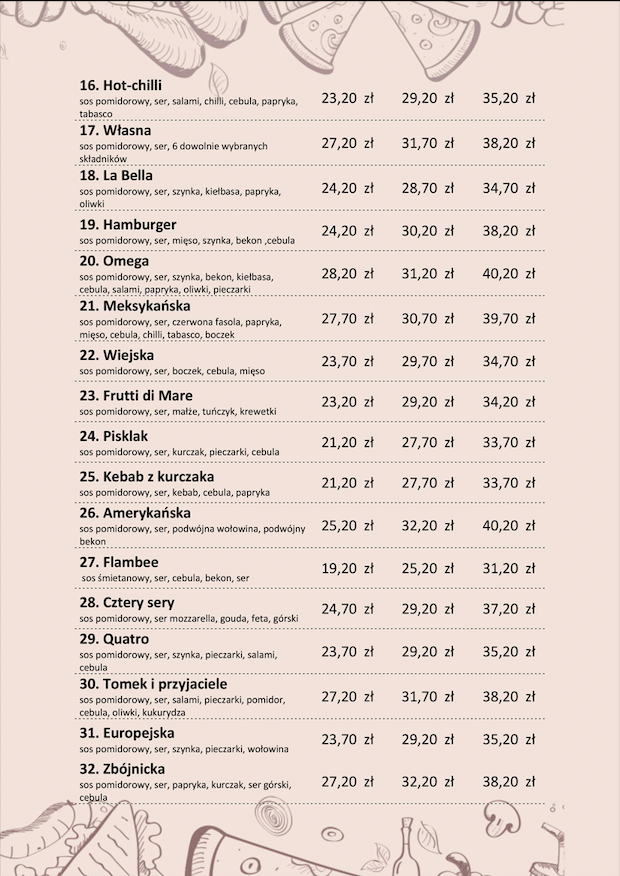 16. Hot-chilli
sos pomidorowy, ser, salami, chilli, cebula, papryka,
tabasco
23,20 zł 29,20 zł 35,20 zł
17. Własna
sos pomidorowy, ser, 6 dowolnie wybranych
składników
27,20 zł 31,70 zł 38,20 zł
18. La Bella
sos pomidorowy, ser, szynka, kiełbasa, papryka,
oliwki
24,20 zł 28,70 zł 34,70 zł
19. Hamburger
sos pomidorowy, ser, mięso, szynka, bekon ,cebula
24,20 zł 30,20 zł 38,20 zł
20. Omega
sos pomidorowy, ser, szynka, bekon, kiełbasa,
cebula, salami, papryka, oliwki, pieczarki
28,20 zł 31,20 zł 40,20 zł
21. Meksykańska
sos pomidorowy, ser, czerwona fasola, papryka,
mięso, cebula, chilli, tabasco, boczek
27,70 zł 30,70 zł 39,70 zł
22. Wiejska
sos pomidorowy, ser, boczek, cebula, mięso
23,70 zł 29,70 zł 34,70 zł
23. Frutti di Mare
sos pomidorowy, ser, małże, tuńczyk, krewetki
23,20 zł 29,20 zł 34,20 zł
24. Pisklak
sos pomidorowy, ser, kurczak, pieczarki, cebula
21,20 zł 27,70 zł 33,70 zł
25. Kebab z kurczaka
sos pomidorowy, ser, kebab, cebula, papryka
21,20 zł 27,70 zł 33,70 zł
26. Amerykańska
sos pomidorowy, ser, podwójna wołowina, podwójny
bekon
25,20 zł 32,20 zł 40,20 zł
27. Flambee
sos śmietanowy, ser, cebula, bekon, ser
19,20 zł 25,20 zł 31,20 zł
28. Cztery sery
sos pomidorowy, ser mozzarella, gouda, feta, górski
24,70 zł 29,20 zł 37,20 zł
29. Quatro
sos pomidorowy, ser, szynka, pieczarki, salami,
cebula
23,70 zł 29,20 zł 35,20 zł
30. Tomek i przyjaciele
sos pomidorowy, ser, salami, pieczarki, pomidor,
cebula, oliwki, kukurydza
27,20 zł 31,70 zł 38,20 zł
31. Europejska
sos pomidorowy, ser, szynka, pieczarki, wołowina
23,70 zł 29,20 zł 35,20 zł
32. Zbójnicka
sos pomidorowy, ser, papryka, kurczak, ser górski,
cebula
27,20 zł 32,20 zł 38,20 zł